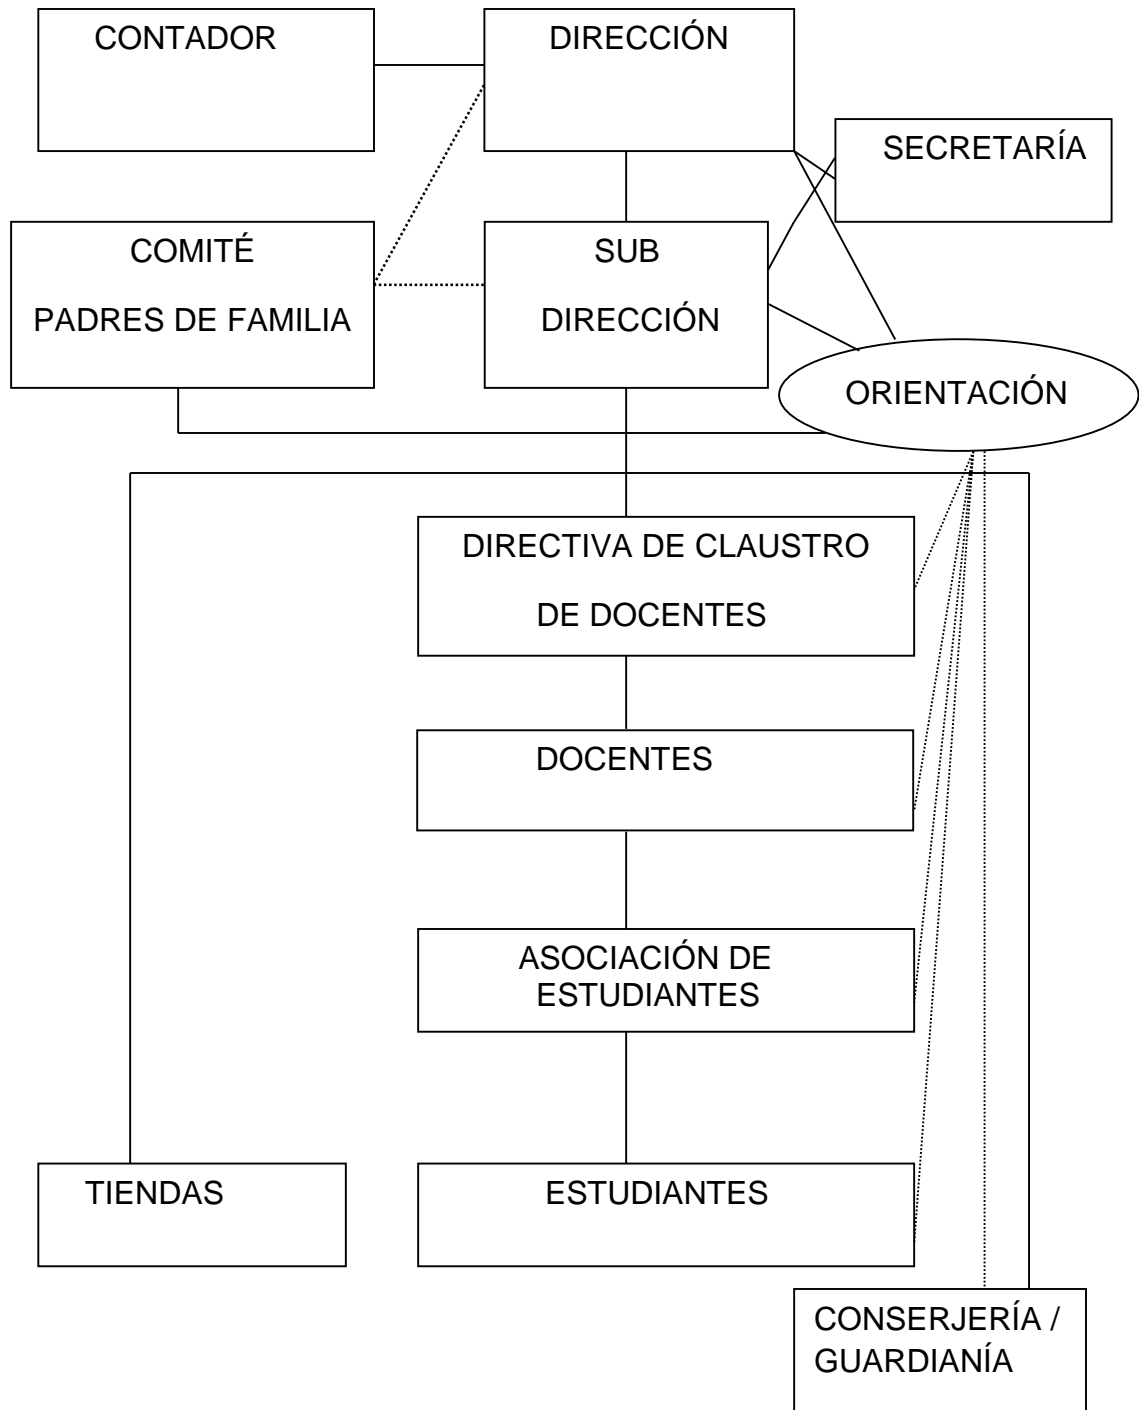 CONTADOR
DIRECCIÓN
SECRETARÍA
COMITÉ
PADRES DE FAMILIA
SUB
DIRECCIÓN
ORIENTACIÓN
DIRECTIVA DE CLAUSTRO
DE DOCENTES
DOCENTES
ASOCIACIÓN DE
ESTUDIANTES
TIENDAS
ESTUDIANTES
CONSERJERÍA /
GUARDIANÍA